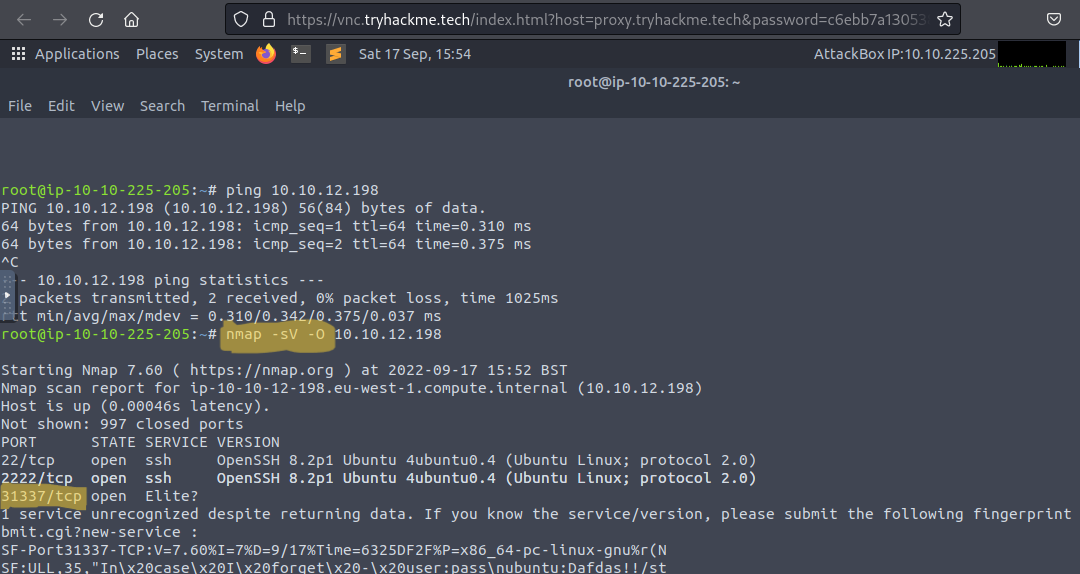 https://vnc.tryhackme.tech/index.html?host=proxy.tryhackme.tech&password=c6ebb7a13053
Applications Places System Sat 17 Sep, 15:54 AttackBox IP:10.10.225.205
root@ip-10-10-225-205: ~
File Edit View Search Terminal Help
root@ip-10-10-225-205:~# ping 10.10.12.198
PING 10.10.12.198 (10.10.12.198) 56(84) bytes of data.
64 bytes from 10.10.12.198: icmp_seq=1 ttl=64 time=0.310 ms
64 bytes from 10.10.12.198: icmp_seq=2 ttl=64 time=0.375 ms
^C
-- 10.10.12.198 ping statistics ---
packets transmitted, 2 received, 0% packet loss, time 1025ms
min/avg/max/mdev = 0.310/0.342/0.375/0.037 ms
root@ip-10-10-225-205:~# nmap -sV -O 10.10.12.198
Starting Nmap 7.60 ( https://nmap.org ) at 2022-09-17 15:52 BST
Nmap scan report for ip-10-10-12-198.eu-west-1.compute.internal (10.10.12.198)
Host is up (0.00046s latency).
Not shown: 997 closed ports
PORT STATE SERVICE VERSION
22/tcp open ssh OpenSSH 8.2p1 Ubuntu 4ubuntu0.4 (Ubuntu Linux; protocol 2.0)
2222/tcp open ssh OpenSSH 8.2p1 Ubuntu 4ubuntu0.4 (Ubuntu Linux; protocol 2.0)
31337/tcp open Elite?
1 service unrecognized despite returning data. If you know the service/version, please submit the following fingerprint
bmit.cgi?new-service :
SF-Port31337-TCP:V=7.60%I=7%D=9/17%Time=6325DF2F%P=x86_64-pc-linux-gnu%r(N
SF:ULL,35,"In\x20case\x20I\x20forget\x20-\x20user:pass\nubuntu:Dafdas!!/st